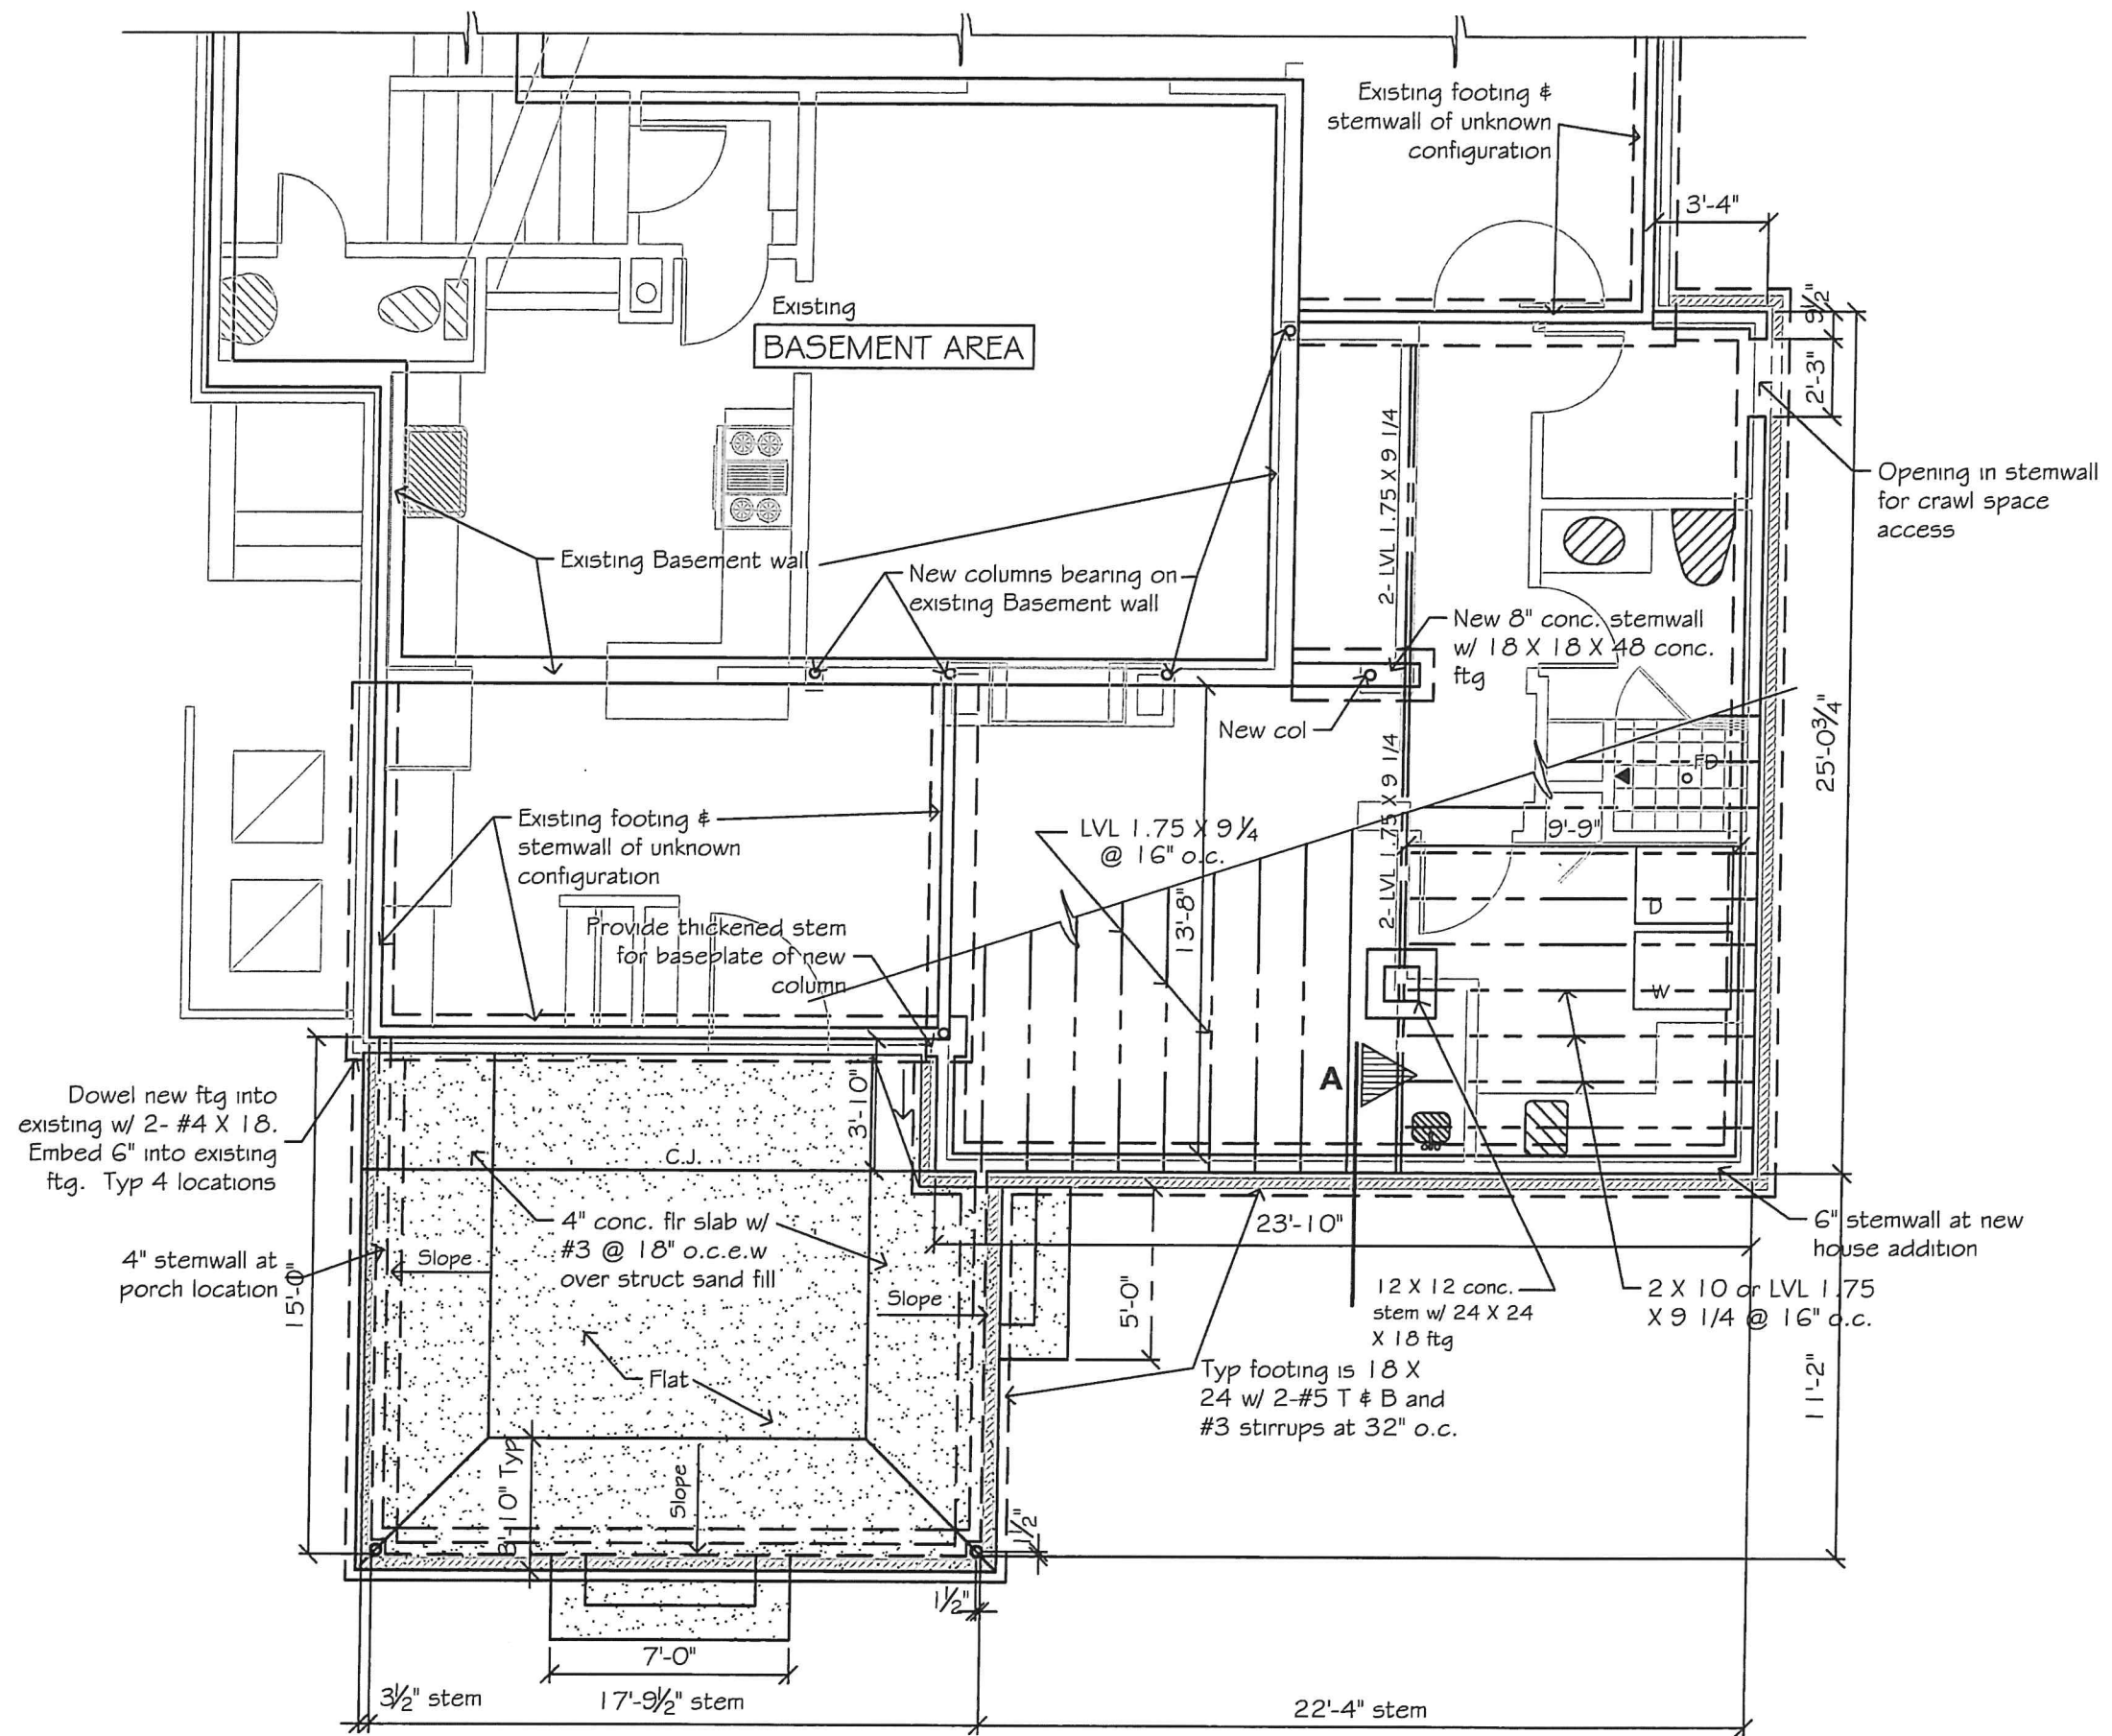 Existing footing &
stemwall of unknown
configuration
3'-4"
9½"
2'-3"
Existing
BASEMENT AREA
2- LVL 1.75 X 9 1/4
Opening in stemwall
for crawl space
access
Existing Basement wall
New columns bearing on
existing Basement wall
New 8" conc. stemwall
w/ 18 X 18 X 48 conc.
ftg
New col
25'-0¾"
FD
2- LVL 1.75 X 9 1/4
9'-9"
Existing footing &
stemwall of unknown
configuration
LVL 1.75 X 9¼
@ 16" o.c.
13'-8"
D
W
Provide thickened stem
for baseplate of new
column
A
Dowel new ftg into
existing w/ 2- #4 X 18.
Embed 6" into existing
ftg. Typ 4 locations
3'-10"
C.J.
4" conc. flr slab w/
#3 @ 18" o.c.e.w
over struct sand fill
Slope
4" stemwall at
porch location
15'-0"
Slope
Flat
5'-0"
23'-10"
6" stemwall at new
house addition
12 X 12 conc.
stem w/ 24 X 24
X 18 ftg
2 X 10 or LVL 1.75
X 9 1/4 @ 16" o.c.
Typ footing is 18 X
24 w/ 2-#5 T & B and
#3 stirrups at 32" o.c.
11'-2"
3'-10" Typ
Slope
1½"
1½"
7'-0"
3½" stem
17'-9½" stem
22'-4" stem